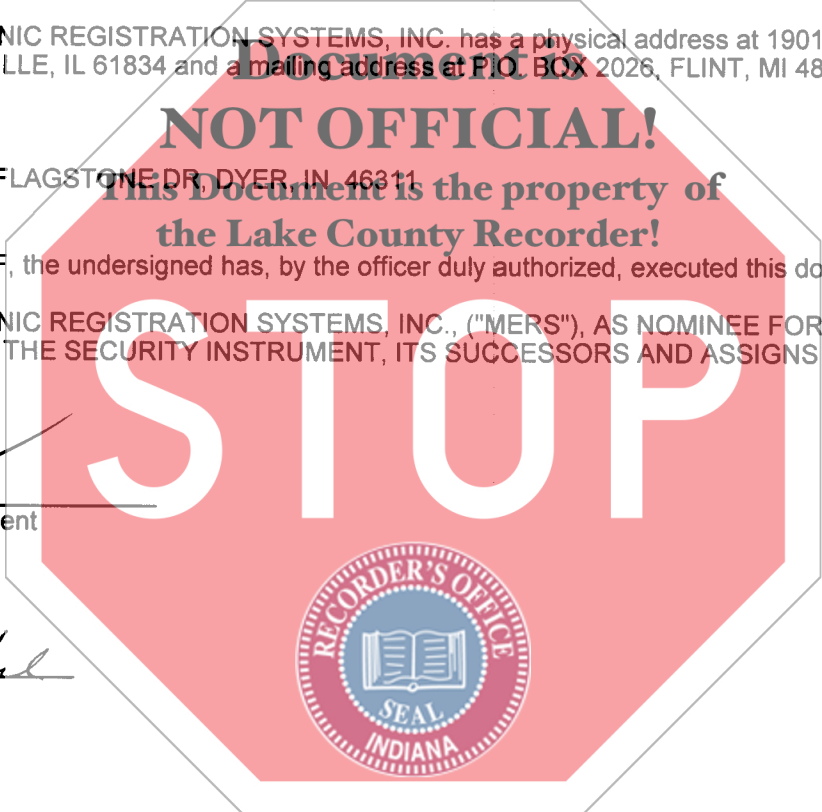 NIC REGISTRATION SYSTEMS, INC. has a physical address at 1901
Document is
LLE, IL 61834 and a mailing address at P.O. BOX 2026, FLINT, MI 48
NOT OFFICIAL!
FLAGSTONE DR, DYER, IN 46311
This Document is the property of
the Lake County Recorder!
, the undersigned has, by the officer duly authorized, executed this do
NIC REGISTRATION SYSTEMS, INC., ("MERS"), AS NOMINEE FOR
THE SECURITY INSTRUMENT, ITS SUCCESSORS AND ASSIGNS
STOP
ent
RECORDER'S OFFICE
SEAL
INDIANA